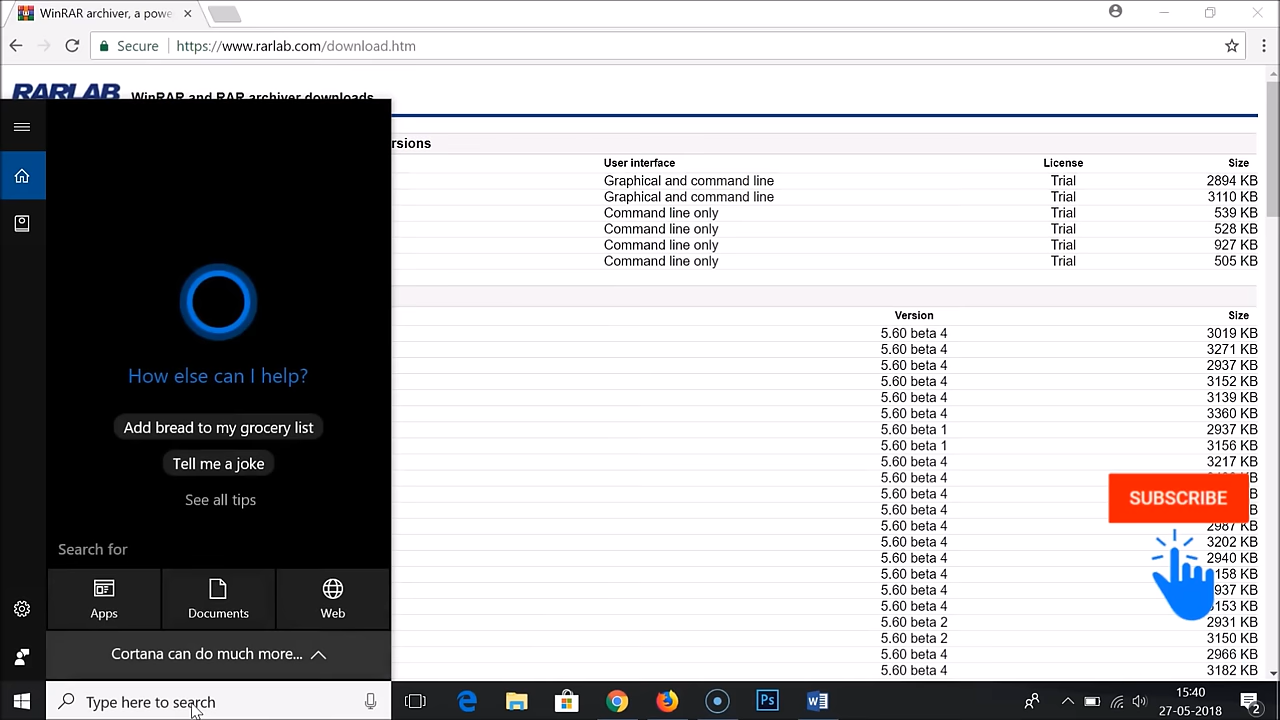 WinRAR archiver, a powe
Secure
https://www.rarlab.com/download.htm
RARLAB
WinRAR and RAR archiver downloads
rsions
User interface License Size
Graphical and command line Trial 2894 KB
Graphical and command line Trial 3110 KB
Command line only Trial 539 KB
Command line only Trial 528 KB
Command line only Trial 927 KB
Command line only Trial 505 KB
Version Size
5.60 beta 4 3019 KB
5.60 beta 4 3271 KB
5.60 beta 4 2937 KB
5.60 beta 4 3152 KB
5.60 beta 4 3139 KB
5.60 beta 4 3360 KB
5.60 beta 1 2937 KB
5.60 beta 1 3156 KB
5.60 beta 4 3217 KB
5.60 beta 4
5.60 beta 4
5.60 beta 4
5.60 beta 4 2987 KB
5.60 beta 4 3202 KB
5.60 beta 4 2940 KB
5.60 beta 4 158 KB
5.60 beta 4 937 KB
5.60 beta 4 3153 KB
5.60 beta 2 2931 KB
5.60 beta 2 3150 KB
5.60 beta 4 2966 KB
5.60 beta 4 3182 KB
SUBSCRIBE
How else can I help?
Add bread to my grocery list
Tell me a joke
See all tips
Search for
Apps
Documents
Web
Cortana can do much more...
Type here to search
15:40
27-05-2018
2